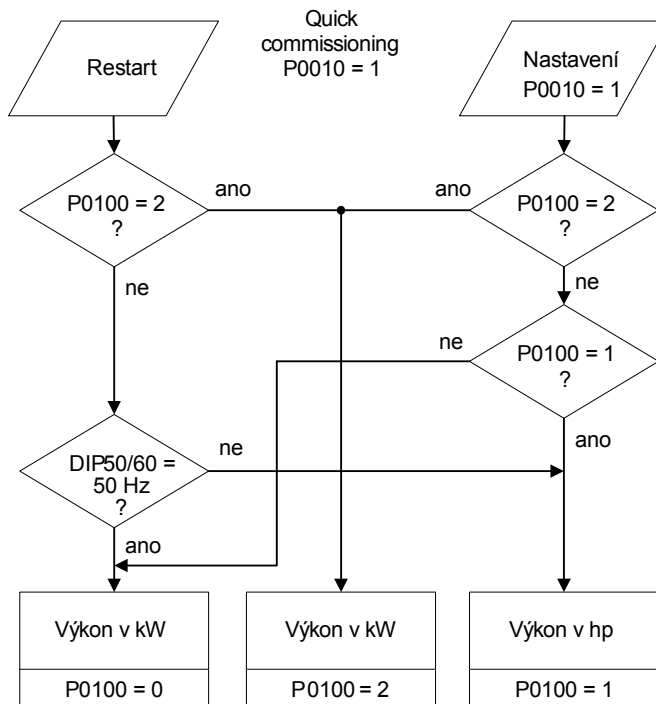 Quick
commissioning
P0010 = 1
Restart
Nastavení
P0010 = 1
P0100 = 2
?
ano
ano
P0100 = 2
?
ne
ne
ne
P0100 = 1
?
ano
DIP50/60 =
50 Hz
?
ne
ano
Výkon v kW
Výkon v kW
Výkon v hp
P0100 = 0
P0100 = 2
P0100 = 1